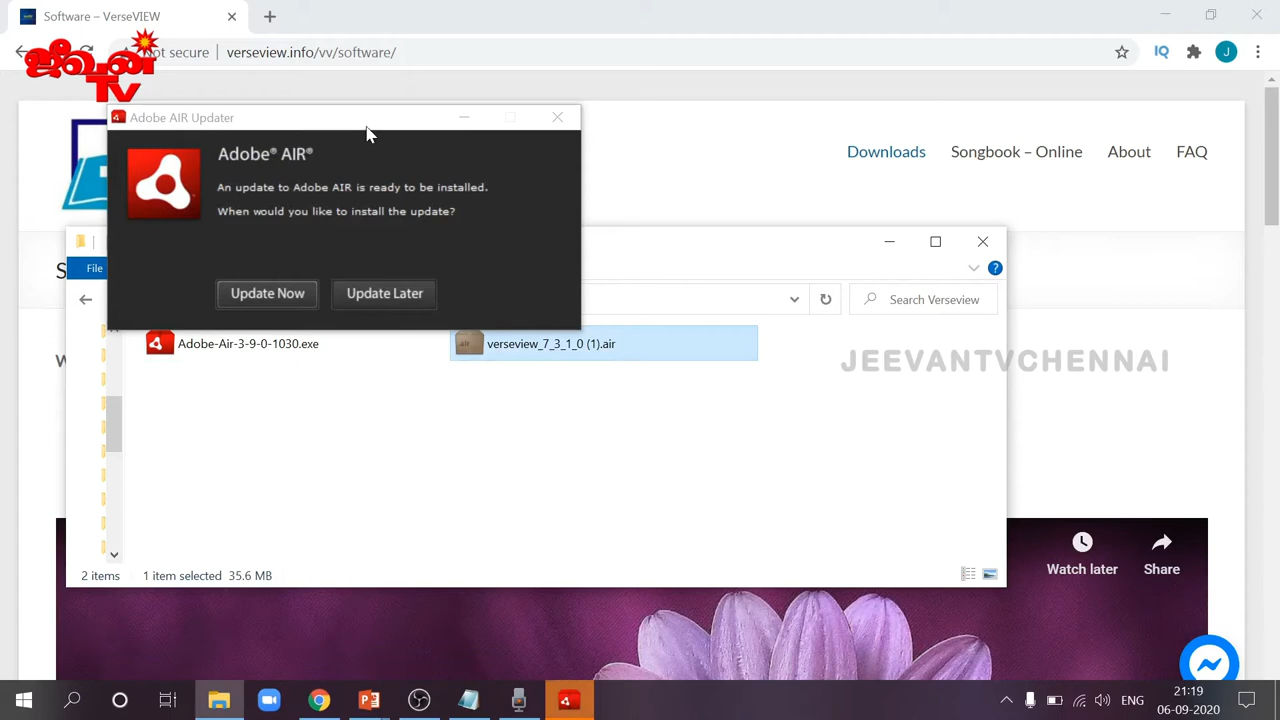 Software – VerseVIEW
Not secure
verseview.info/vv/software/
IQ
J
ஜீவன்
TV
Adobe AIR Updater
Adobe® AIR®
An update to Adobe AIR is ready to be installed.
When would you like to install the update?
Update Now
Update Later
Downloads
Songbook – Online
About
FAQ
S
File
?
Search Verseview
Adobe-Air-3-9-0-1030.exe
air
verseview_7_3_1_0 (1).air
JEEVANTVCHENNAI
2 items
1 item selected 35.6 MB
Watch later
Share
ENG
21:19
06-09-2020